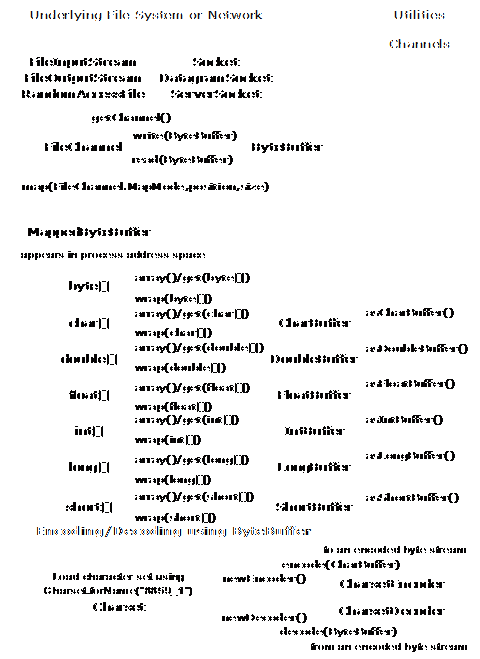 Underlying File System or Network
Utilities
Channels
FileInputStream Socket
FileOutputStream DatagramSocket
RandomAccessFile ServerSocket
getChannel()
write(ByteBuffer)
FileChannel ByteBuffer
read(ByteBuffer)
map(FileChannel.MapMode,position,size)
MappedByteBuffer
appears in process address space
array()/get(byte[])
byte[]
wrap(byte[])
array()/get(char[]) asCharBuffer()
char[] CharBuffer
wrap(char[])
array()/get(double[]) asDoubleBuffer()
double[] DoubleBuffer
wrap(double[])
array()/get(float[]) asFloatBuffer()
float[] FloatBuffer
wrap(float[])
array()/get(int[]) asIntBuffer()
int[] IntBuffer
wrap(int[])
array()/get(long[]) asLongBuffer()
long[] LongBuffer
wrap(long[])
array()/get(short[]) asShortBuffer()
short[] ShortBuffer
wrap(short[])
Encoding/Decoding using ByteBuffer
to an encoded byte stream
encode(CharBuffer)
Load character set using newEncoder() CharsetEncoder
CharsetforName("8859_1")
Charset
CharsetDecoder
newDecoder()
decode(ByteBuffer)
from an encoded byte stream